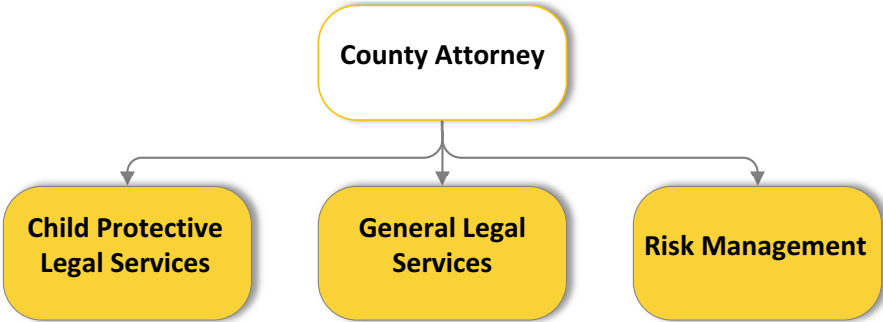 County Attorney
Child Protective
Legal Services
General Legal
Services
Risk Management